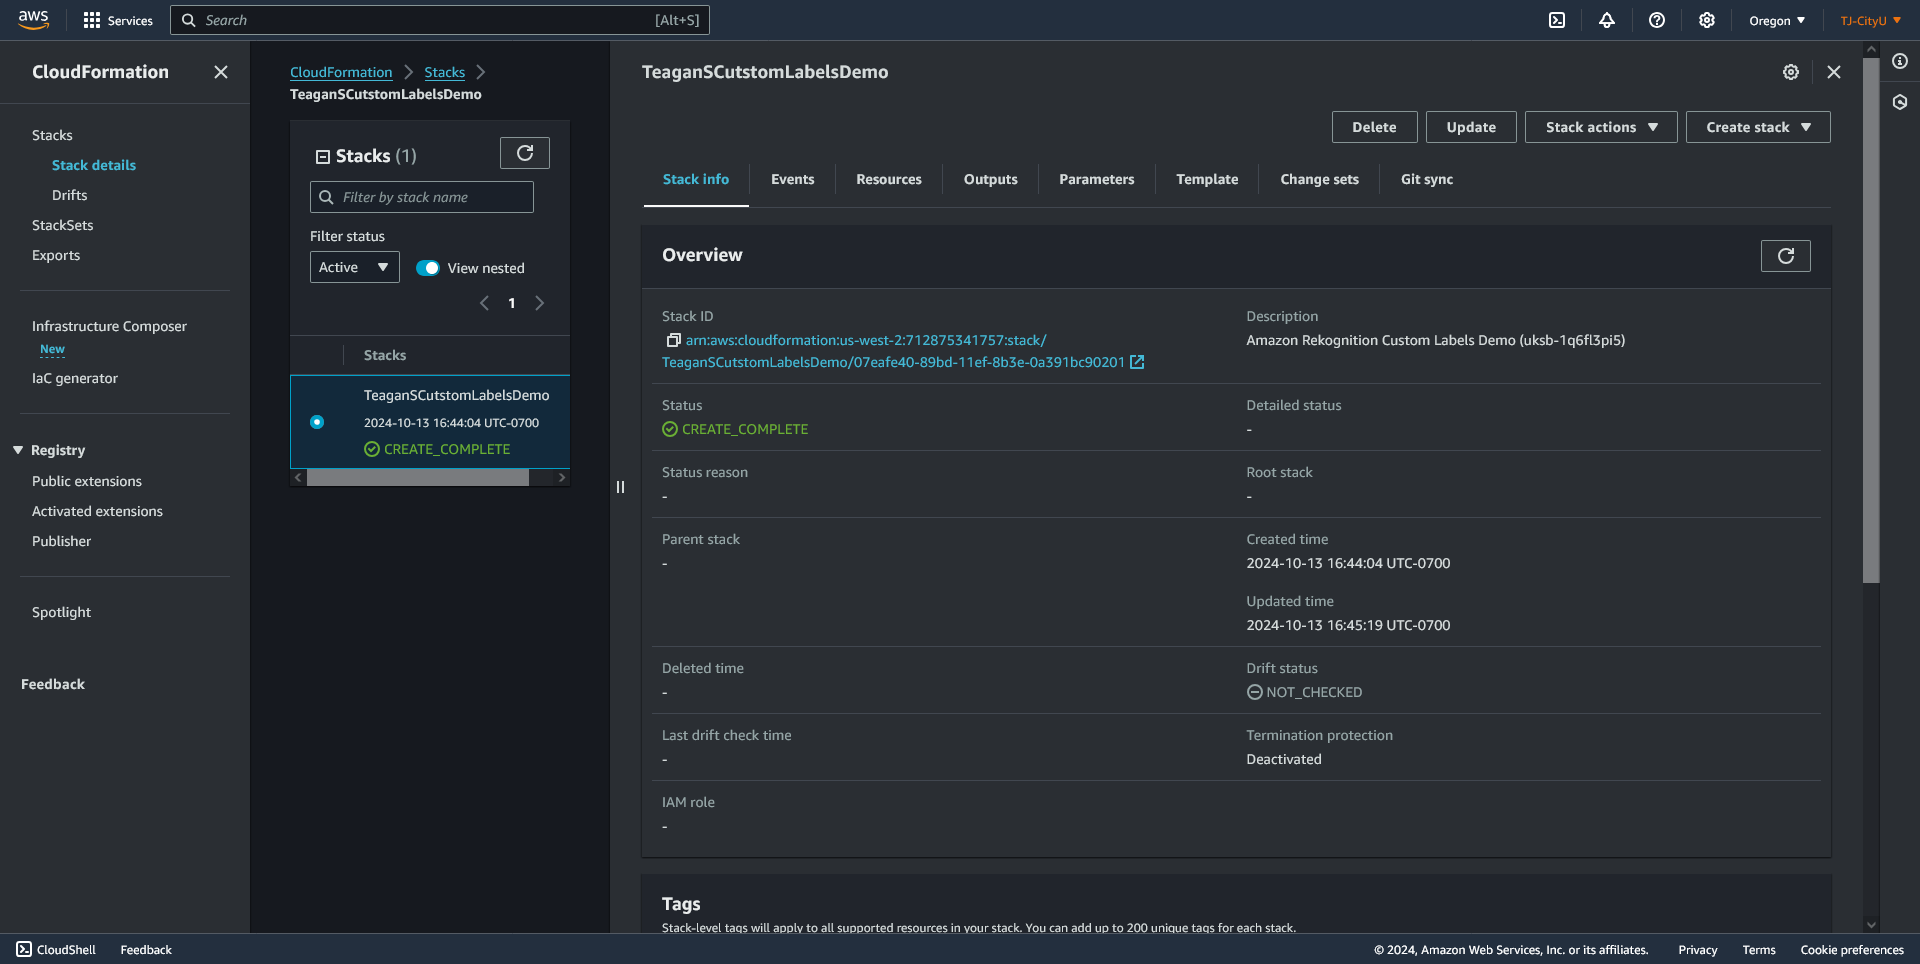 aws
Services
Search
[Alt+S]
Oregon
TJ-CityU
CloudFormation
Stacks
Stack details
Drifts
StackSets
Exports
Infrastructure Composer
New
IaC generator
Registry
Public extensions
Activated extensions
Publisher
Spotlight
Feedback
CloudFormation
Stacks
TeaganSCutstomLabelsDemo
Stacks (1)
Filter by stack name
Filter status
Active
View nested
1
Stacks
TeaganSCutstomLabelsDemo
2024-10-13 16:44:04 UTC-0700
CREATE_COMPLETE
TeaganSCutstomLabelsDemo
Delete
Update
Stack actions
Create stack
Stack info
Events
Resources
Outputs
Parameters
Template
Change sets
Git sync
Overview
Stack ID
arn:aws:cloudformation:us-west-2:712875341757:stack/
TeaganSCutstomLabelsDemo/07eafe40-89bd-11ef-8b3e-0a391bc90201
Description
Amazon Rekognition Custom Labels Demo (uksb-1q6fl3pi5)
Status
CREATE_COMPLETE
Detailed status
-
Status reason
-
Root stack
-
Parent stack
-
Created time
2024-10-13 16:44:04 UTC-0700
Updated time
2024-10-13 16:45:19 UTC-0700
Deleted time
-
Drift status
NOT_CHECKED
Last drift check time
-
Termination protection
Deactivated
IAM role
-
Tags
Stack-level tags will apply to all supported resources in your stack. You can add up to 200 unique tags for each stack.
CloudShell
Feedback
© 2024, Amazon Web Services, Inc. or its affiliates.
Privacy
Terms
Cookie preferences